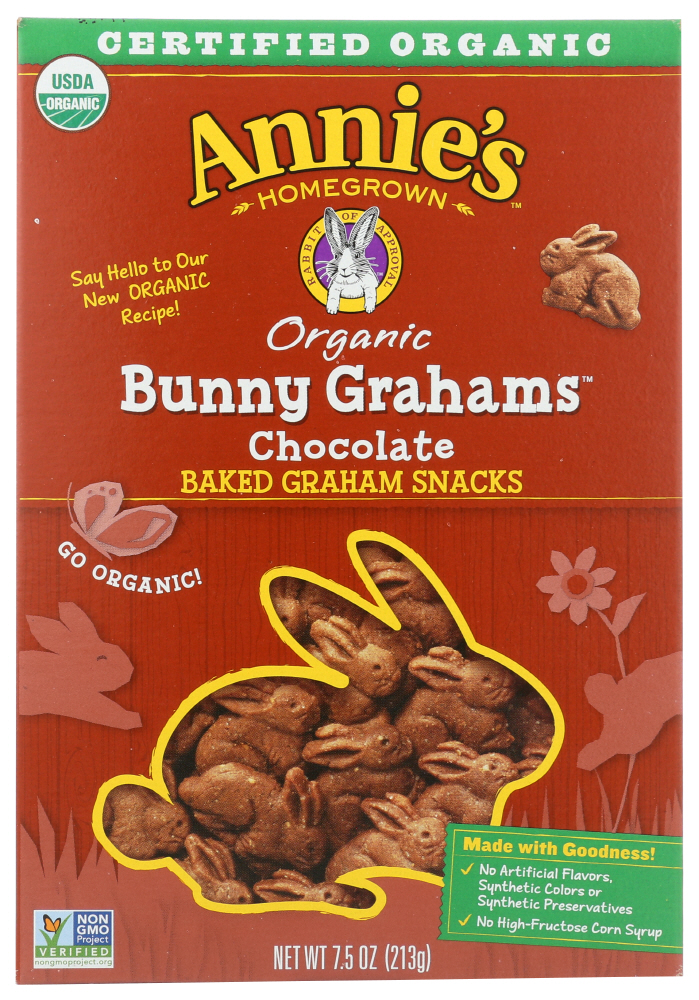 CERTIFIED ORGANIC
USDA
ORGANIC
Annie's
HOMEGROWN
TM
RABBIT OF APPROVAL
Say Hello to Our
New ORGANIC
Recipe!
Organic
Bunny Grahams™
Chocolate
BAKED GRAHAM SNACKS
GO ORGANIC!
Made with Goodness!
✓ No Artificial Flavors,
Synthetic Colors or
Synthetic Preservatives
✓ No High-Fructose Corn Syrup
NON
GMO
Project
VERIFIED
nongmoproject.org
NET WT 7.5 OZ (213g)